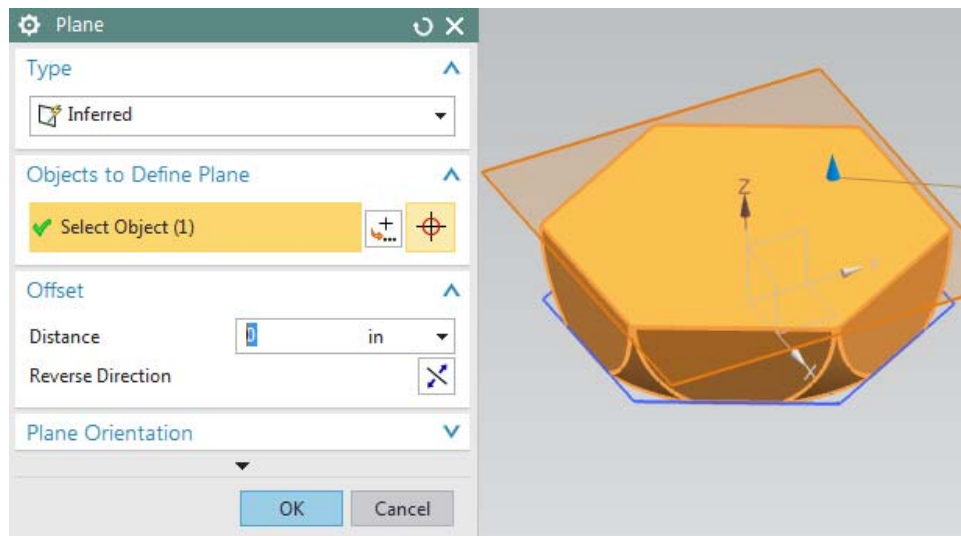 Plane
Type
Inferred
Objects to Define Plane
Select Object (1)
Offset
Distance 0 in
Reverse Direction
Plane Orientation
OK Cancel
Z
X